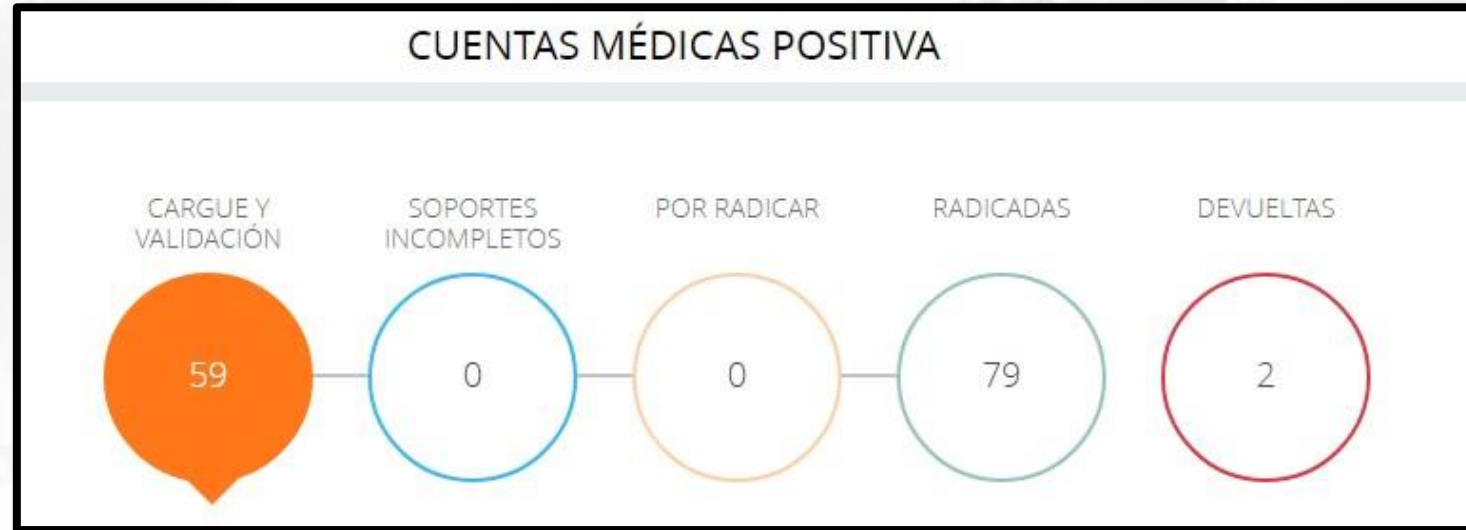 CUENTAS MÉDICAS POSITIVA
CARGUE Y
VALIDACIÓN
SOPORTES
INCOMPLETOS
POR RADICAR
RADICADAS
DEVUELTAS
59
0
0
79
2